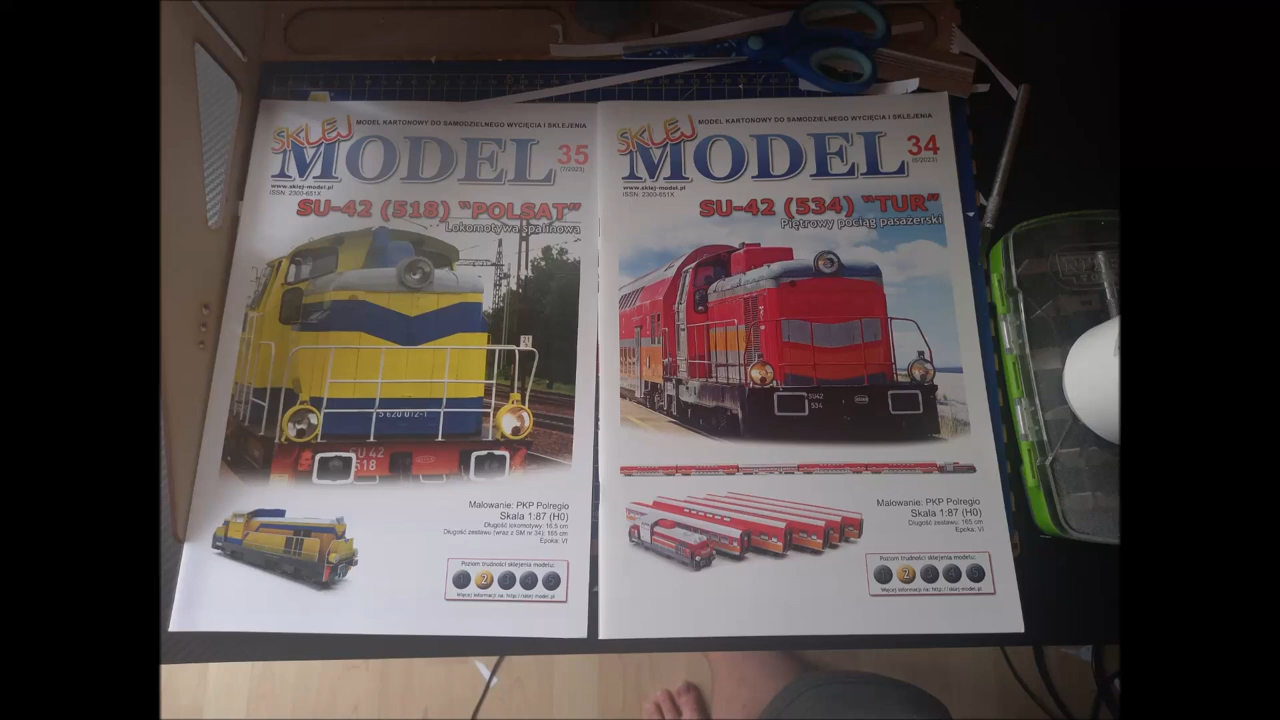 SKLEJ
MODEL KARTONOWY DO SAMODZIELNEGO WYCIĘCIA I SKLEJENIA
MODEL
35
(7/2023)
www.sklej-model.pl
ISSN: 2300-651X
SU-42 (518) "POLSAT"
Lokomotywa spalinowa
5 620 012-1
SU 42
518
Malowanie: PKP Polregio
Skala 1:87 (H0)
Długość lokomotywy: 16,5 cm
Długość zestawu (wraz z SM nr 34): 165 cm
Epoka: VI
Poziom trudności sklejenia modelu:
1 2 3 4 5
Więcej informacji na: http://sklej-model.pl
SKLEJ
MODEL KARTONOWY DO SAMODZIELNEGO WYCIĘCIA I SKLEJENIA
MODEL
34
(6/2023)
www.sklej-model.pl
ISSN: 2300-651X
SU-42 (534) "TUR"
Piętrowy pociąg pasażerski
SU42
534
Malowanie: PKP Polregio
Skala 1:87 (H0)
Długość zestawu: 165 cm
Epoka: VI
Poziom trudności sklejenia modelu:
1 2 3 4 5
Więcej informacji na: http://sklej-model.pl